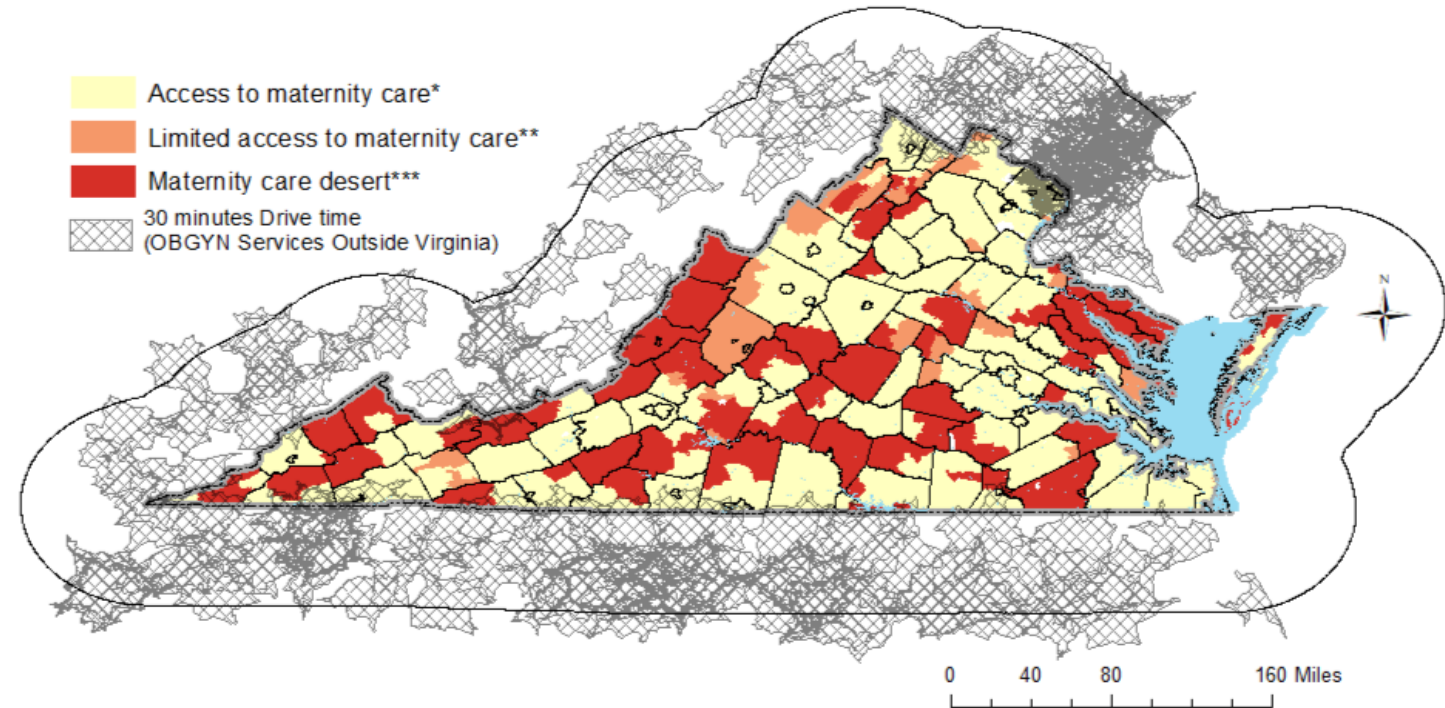 Access to maternity care*
Limited access to maternity care**
Maternity care desert***
30 minutes Drive time
(OBGYN Services Outside Virginia)
N
0 40 80 160 Miles